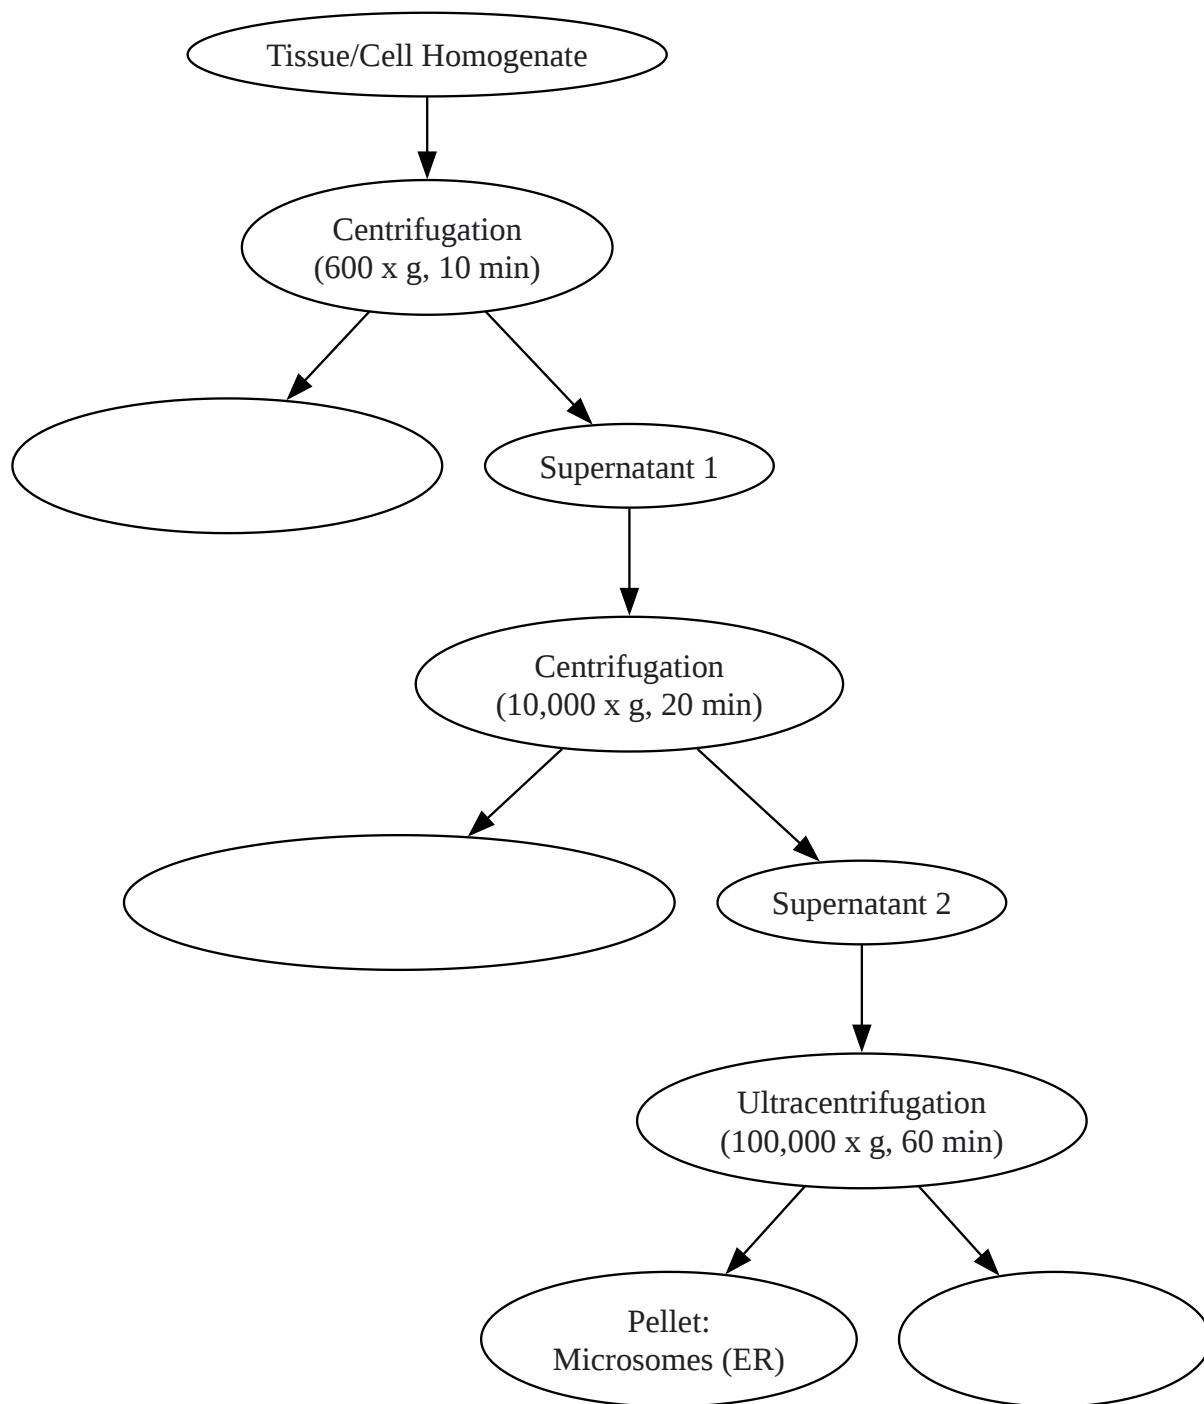 Tissue/Cell Homogenate
Centrifugation
(600 x g, 10 min)
Supernatant 1
Centrifugation
(10,000 x g, 20 min)
Supernatant 2
Ultracentrifugation
(100,000 x g, 60 min)
Pellet:
Microsomes (ER)